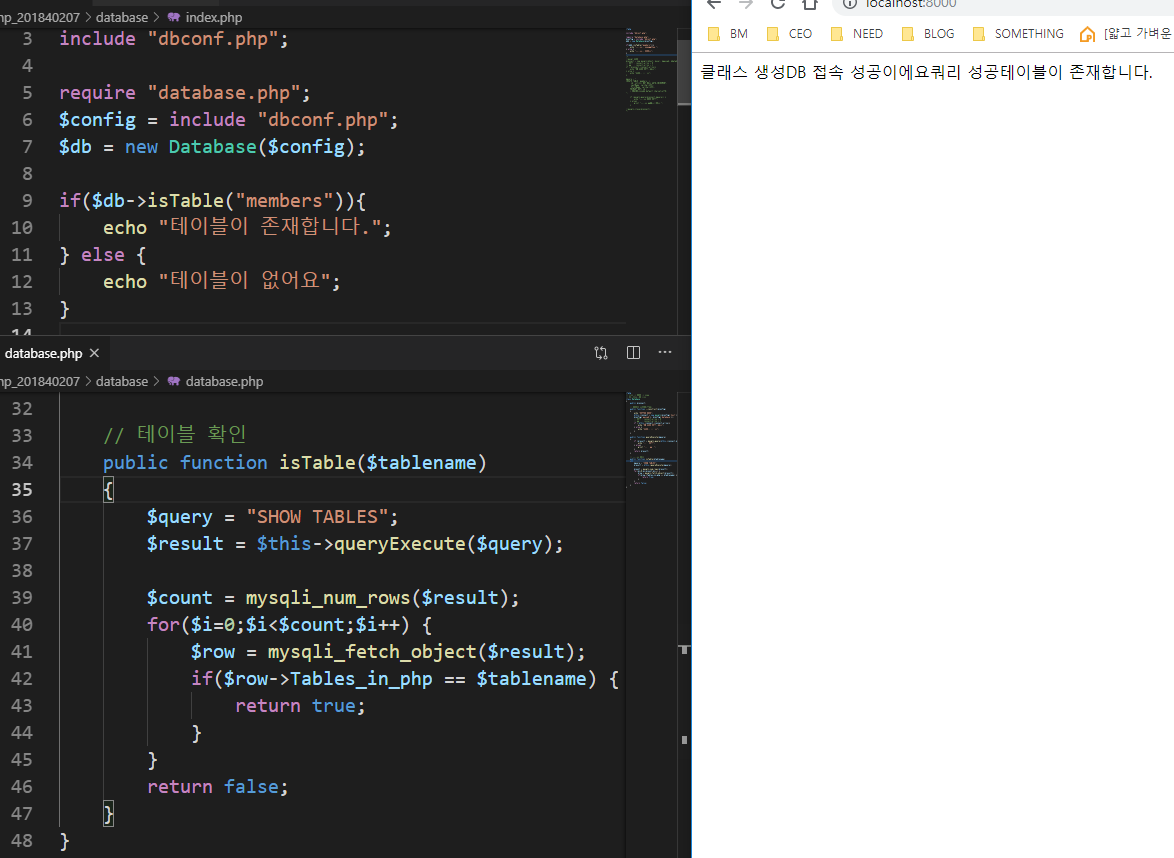 np_201840207 > database > index.php
3 include "dbconf.php";
4
5 require "database.php";
6 $config = include "dbconf.php";
7 $db = new Database($config);
8
9 if($db->isTable("members")){
10 echo "테이블이 존재합니다.";
11 } else {
12 echo "테이블이 없어요";
13 }
14
database.php ×
np_201840207 > database > database.php
32
33 // 테이블 확인
34 public function isTable($tablename)
35 {
36 $query = "SHOW TABLES";
37 $result = $this->queryExecute($query);
38
39 $count = mysqli_num_rows($result);
40 for($i=0;$i<$count;$i++) {
41 $row = mysqli_fetch_object($result);
42 if($row->Tables_in_php == $tablename) {
43 return true;
44 }
45 }
46 return false;
47 }
48 }
localhost:8000
BM CEO NEED BLOG SOMETHING [얇고 가벼운
클래스 생성DB 접속 성공이에요쿼리 성공테이블이 존재합니다.